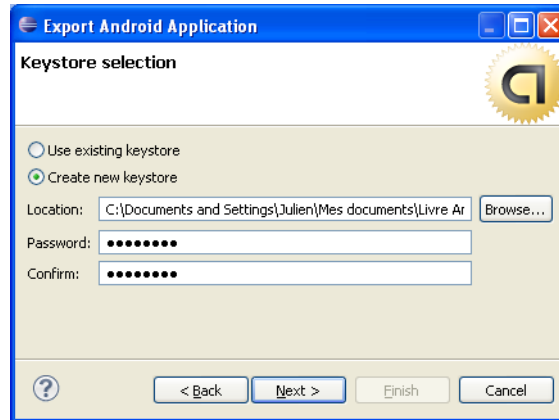 Export Android Application
Keystore selection
Use existing keystore
Create new keystore
Location: C:\Documents and Settings\Julien\Mes documents\Livre Ar Browse...
Password: ●●●●●●●●
Confirm: ●●●●●●●●
? < Back Next > Finish Cancel